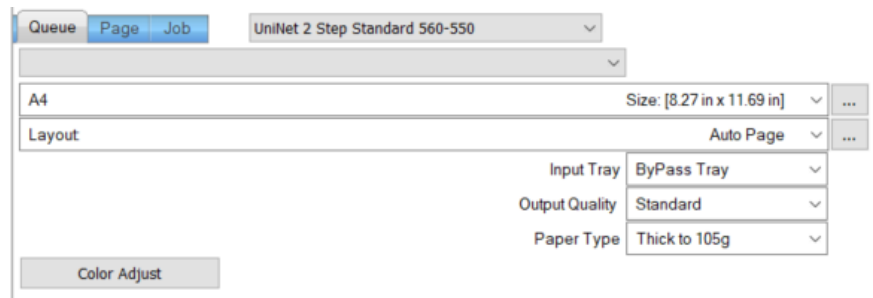 Queue Page Job UniNet 2 Step Standard 560-550
A4 Size: [8.27 in x 11.69 in] ...
Layout Auto Page ...
Input Tray ByPass Tray
Output Quality Standard
Paper Type Thick to 105g
Color Adjust